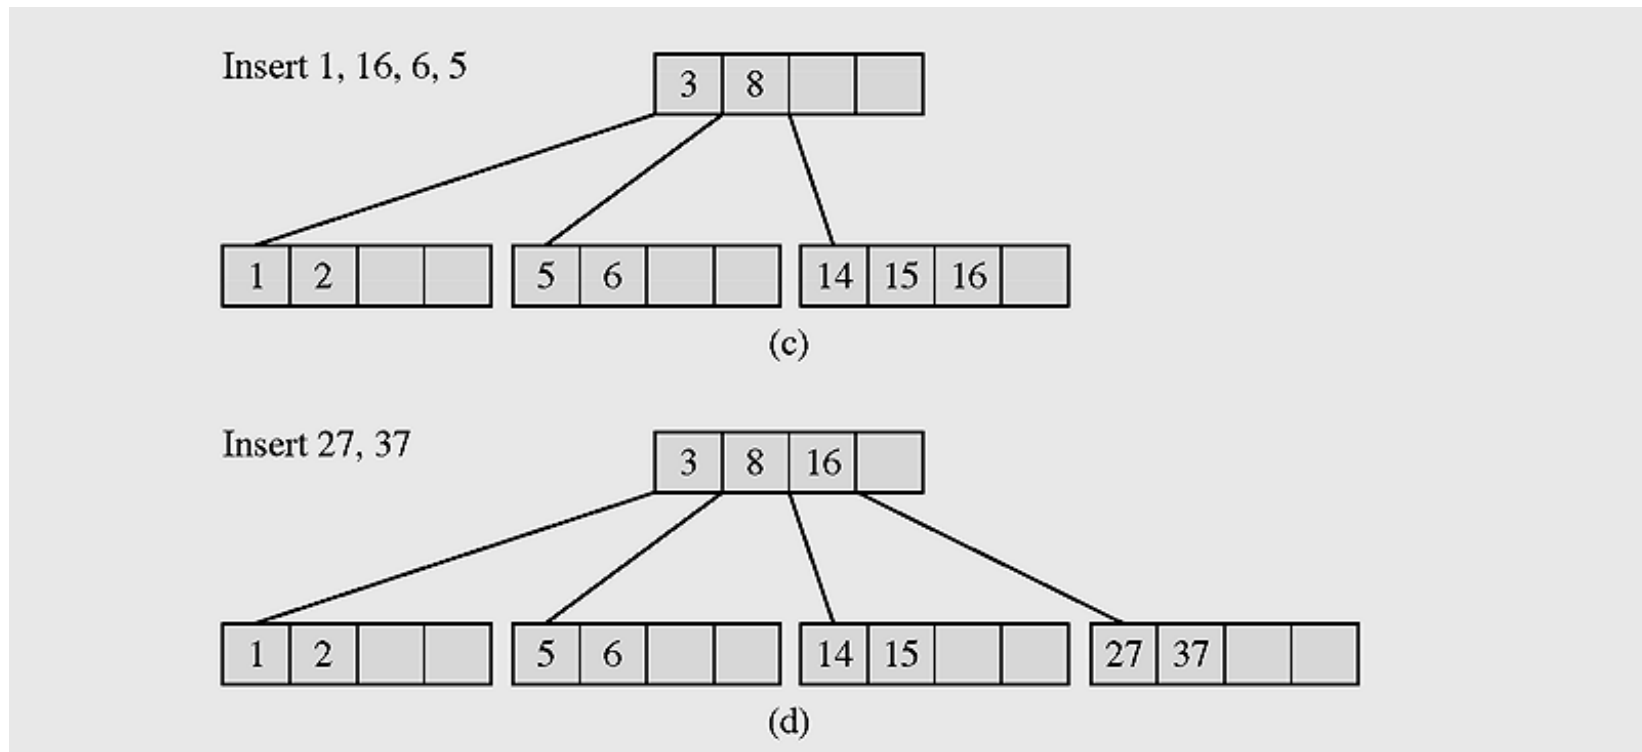 Insert 1, 16, 6, 5
3 8
1 2 5 6 14 15 16
(c)
Insert 27, 37
3 8 16
1 2 5 6 14 15 27 37
(d)